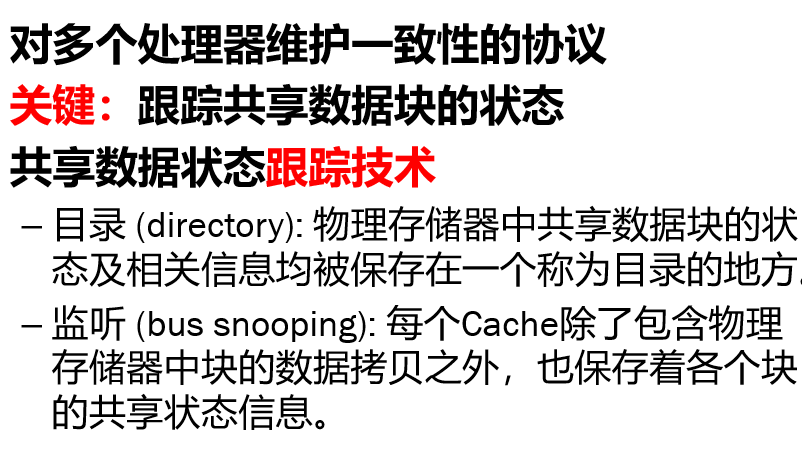 对多个处理器维护一致性的协议
关键：跟踪共享数据块的状态
共享数据状态跟踪技术
– 目录 (directory): 物理存储器中共享数据块的状
态及相关信息均被保存在一个称为目录的地方。
– 监听 (bus snooping): 每个Cache除了包含物理
存储器中块的数据拷贝之外，也保存着各个块
的共享状态信息。